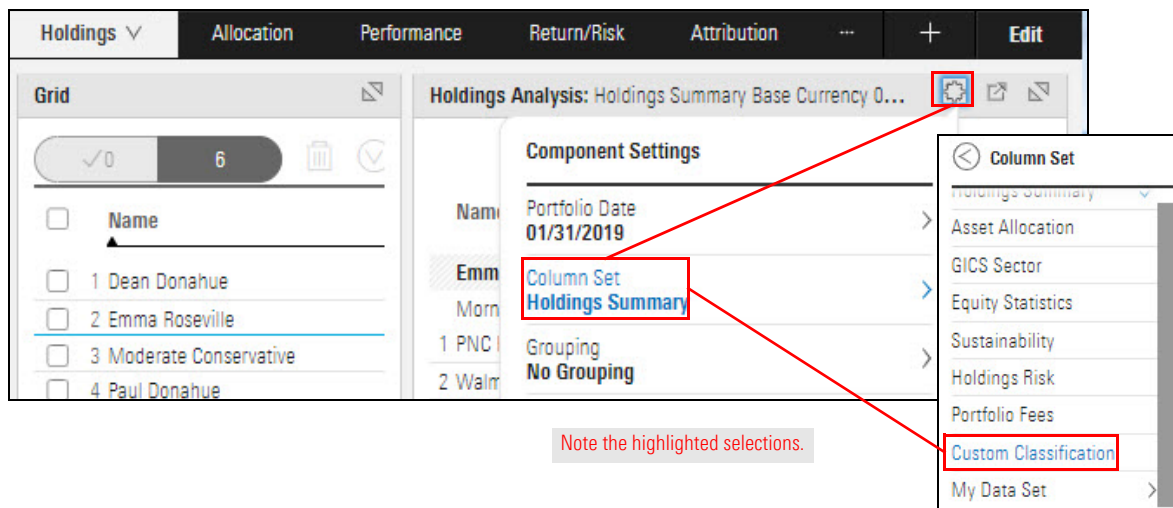 Holdings Allocation Performance Return/Risk Attribution ... + Edit
Grid
Holdings Analysis: Holdings Summary Base Currency 0...
0 6
Name
1 Dean Donahue
2 Emma Roseville
3 Moderate Conservative
4 Paul Donahue
Name
Emm
Morn
1 PNC
2 Walm
Component Settings
Portfolio Date
01/31/2019
Column Set
Holdings Summary
Grouping
No Grouping
Column Set
Holdings Summary
Asset Allocation
GICS Sector
Equity Statistics
Sustainability
Holdings Risk
Portfolio Fees
Custom Classification
My Data Set
Note the highlighted selections.